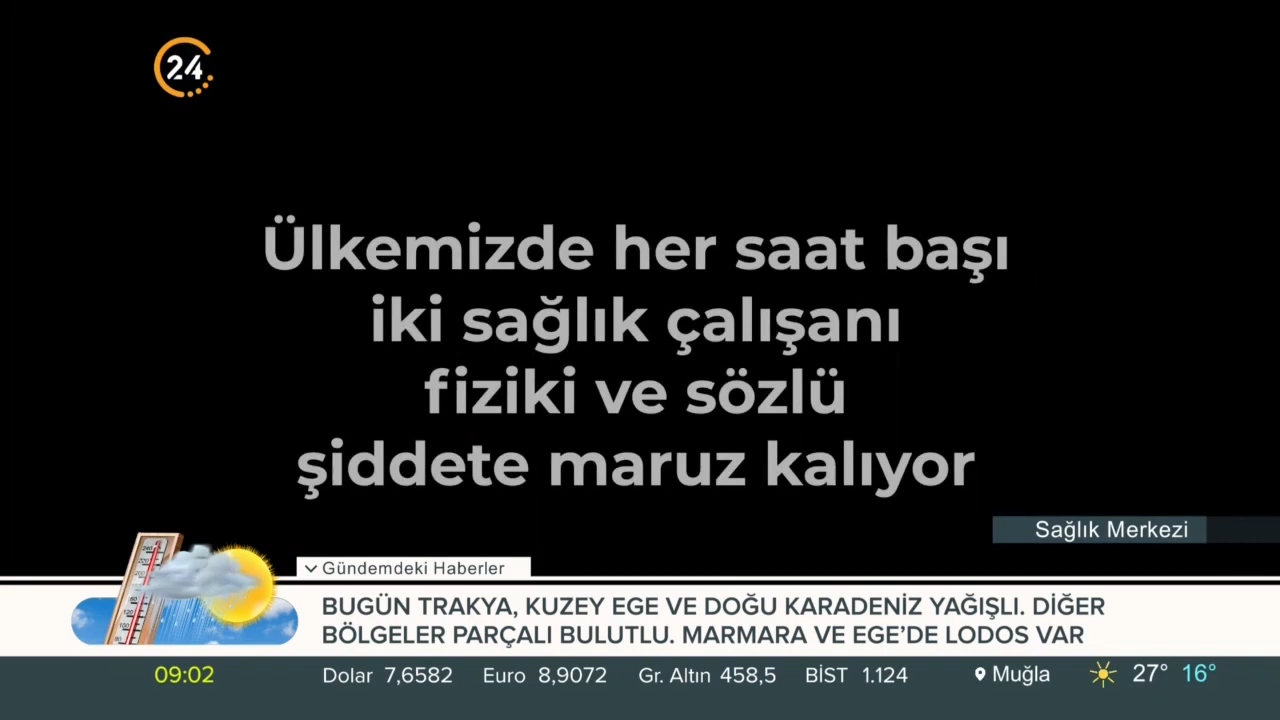 24
Ülkemizde her saat başı
iki sağlık çalışanı
fiziki ve sözlü
şiddete maruz kalıyor
Sağlık Merkezi
Gündemdeki Haberler
BUGÜN TRAKYA, KUZEY EGE VE DOĞU KARADENİZ YAĞIŞLI. DİĞER
BÖLGELER PARÇALI BULUTLU. MARMARA VE EGE'DE LODOS VAR
09:02 Dolar 7,6582 Euro 8,9072 Gr. Altın 458,5 BİST 1.124 Muğla 27° 16°